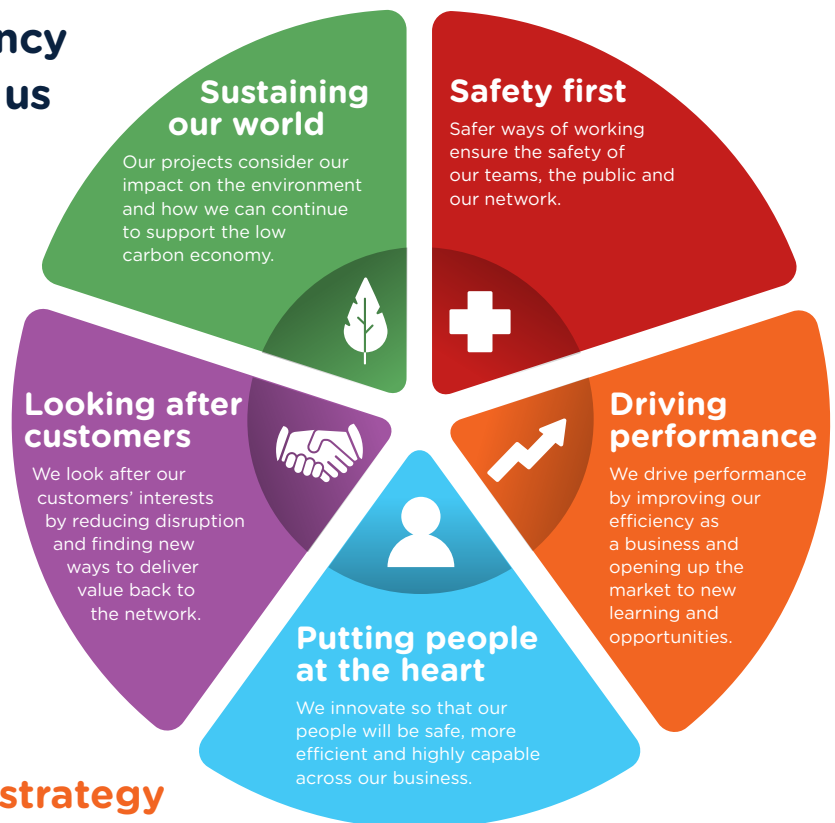 ncy
us
Sustaining
our world
Our projects consider our
impact on the environment
and how we can continue
to support the low
carbon economy.
Safety first
Safer ways of working
ensure the safety of
our teams, the public and
our network.
Looking after
customers
We look after our
customers’ interests
by reducing disruption
and finding new
ways to deliver
value back to
the network.
Driving
performance
We drive performance
by improving our
efficiency as
a business and
opening up the
market to new
learning and
opportunities.
Putting people
at the heart
We innovate so that our
people will be safe, more
efficient and highly capable
across our business.
strategy